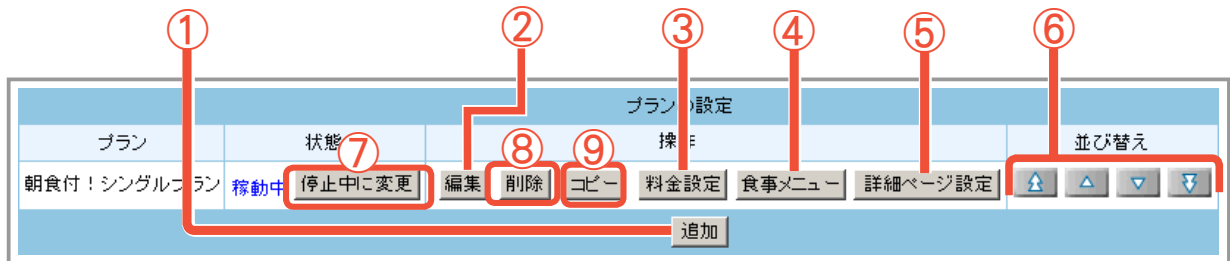 ① ② ③ ④ ⑤ ⑥
プランの設定
プラン 状態 操作 並び替え
⑦ ⑧ ⑨
朝食付！シングルプラン 稼動中 停止中に変更 編集 削除 コピー 料金設定 食事メニュー 詳細ページ設定
追加